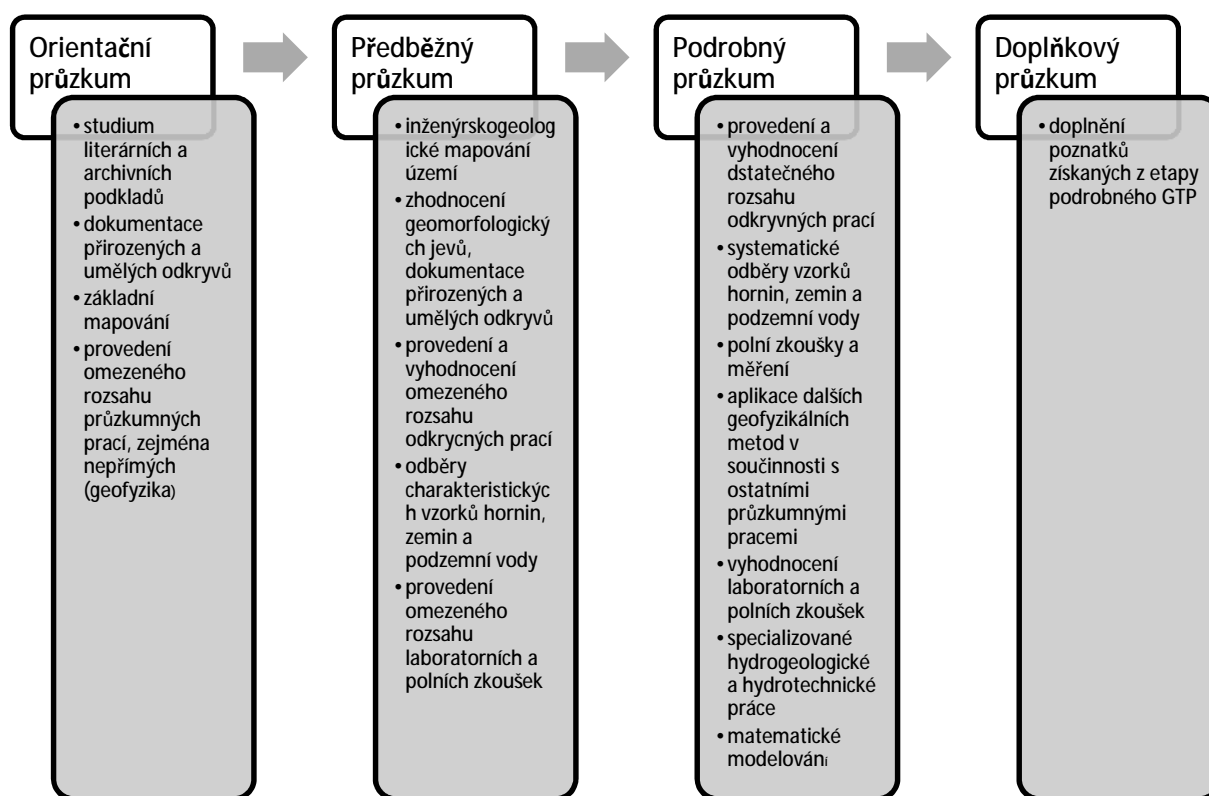 Orientační
průzkum
• studium
literárních a
archivních
podkladů
• dokumentace
přirozených a
umělých odkryvů
• základní
mapování
• provedení
omezeného
rozsahu
průzkumných
prací, zejména
nepřímých
(geofyzika)
Předběžný
průzkum
• inženýrskogeolog
ické mapování
území
• zhodnocení
geomorfologický
ch jevů,
dokumentace
přirozených a
umělých odkryvů
• provedení a
vyhodnocení
omezeného
rozsahu
odkrycných prací
• odběry
charakteristickýc
h vzorků hornin,
zemin a
podzemní vody
• provedení
omezeného
rozsahu
laboratorních a
polních zkoušek
Podrobný
průzkum
• provedení a
vyhodnocení
dstatečného
rozsahu
odkryvných prací
• systematické
odběry vzorků
hornin, zemin a
podzemní vody
• polní zkoušky a
měření
• aplikace dalších
geofyzikálních
metod v
součinnosti s
ostatními
průzkumnými
pracemi
• vyhodnocení
laboratorních a
polních zkoušek
• specializované
hydrogeologické
a hydrotechnické
práce
• matematické
modelování
Doplňkový
průzkum
• doplnění
poznatků
získaných z etapy
podrobného GTP